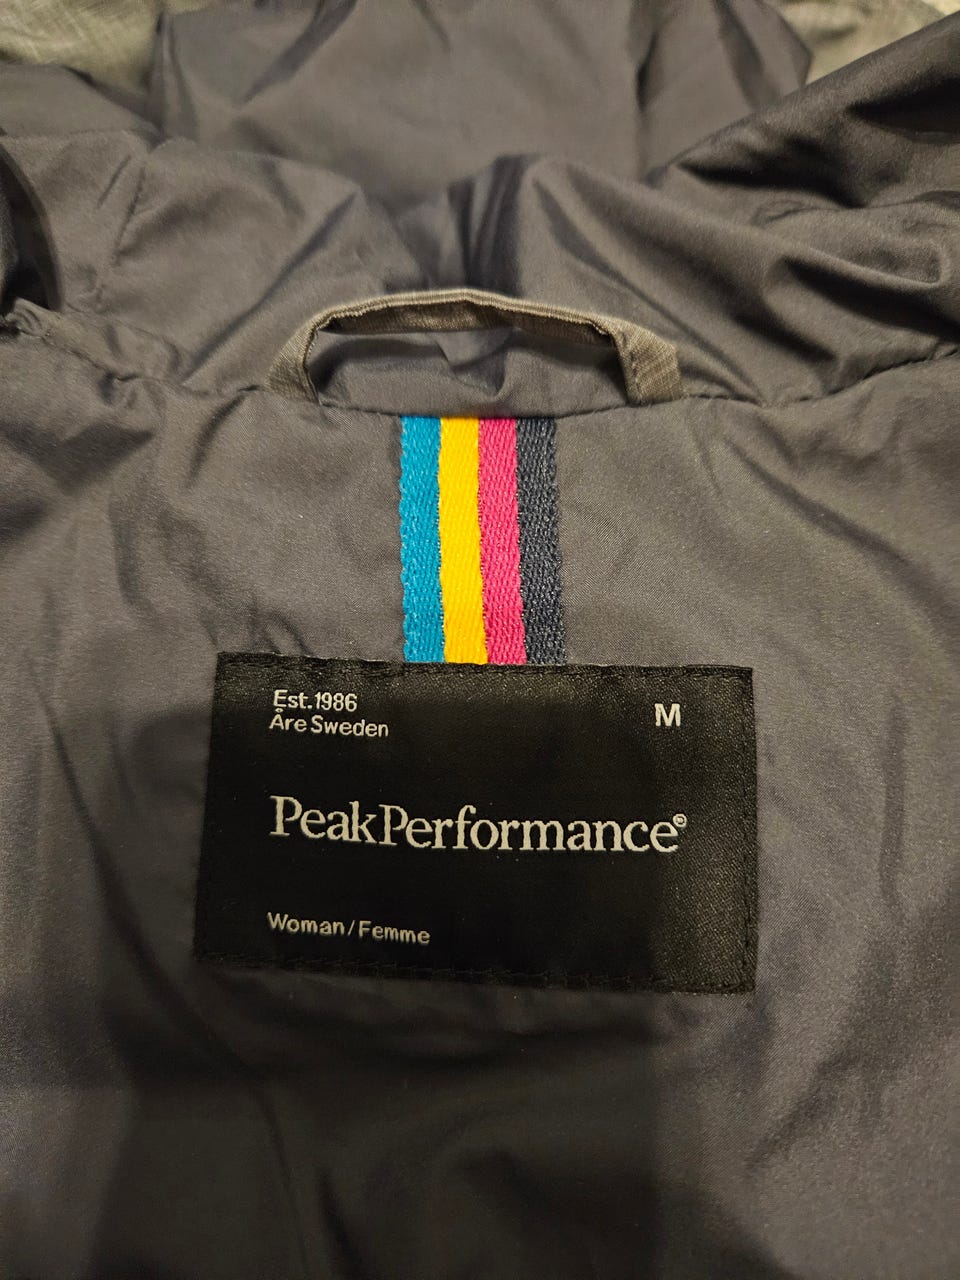 Est.1986
Åre Sweden
M
PeakPerformance®
Woman/Femme